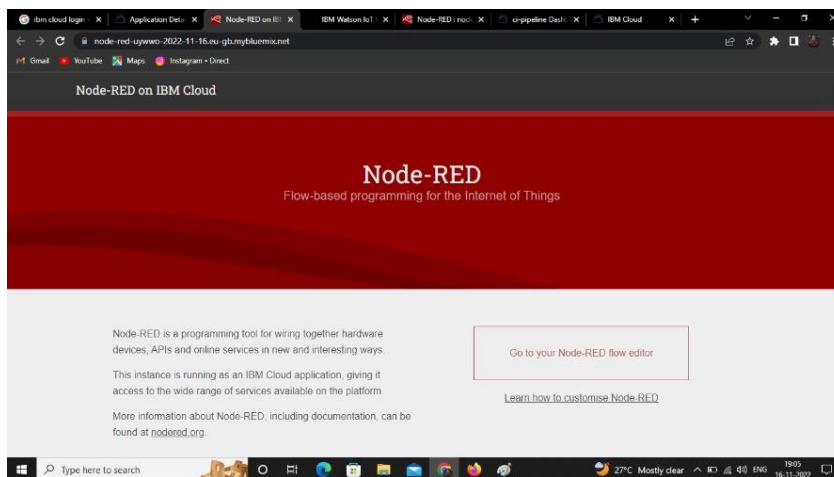 ibm cloud login - Application Deta Node-RED on IB IBM Watson IoT Node-RED : nod ci-pipeline Dash IBM Cloud
node-red-uywwo-2022-11-16.eu-gb.mybluemix.net
Gmail YouTube Maps Instagram • Direct
Node-RED on IBM Cloud
Node-RED
Flow-based programming for the Internet of Things
Node-RED is a programming tool for wiring together hardware
devices, APIs and online services in new and interesting ways.
This instance is running as an IBM Cloud application, giving it
access to the wide range of services available on the platform.
More information about Node-RED, including documentation, can be
found at nodered.org.
Go to your Node-RED flow editor
Learn how to customise Node-RED
Type here to search
27°C Mostly clear
ENG
1905
16-11-2022